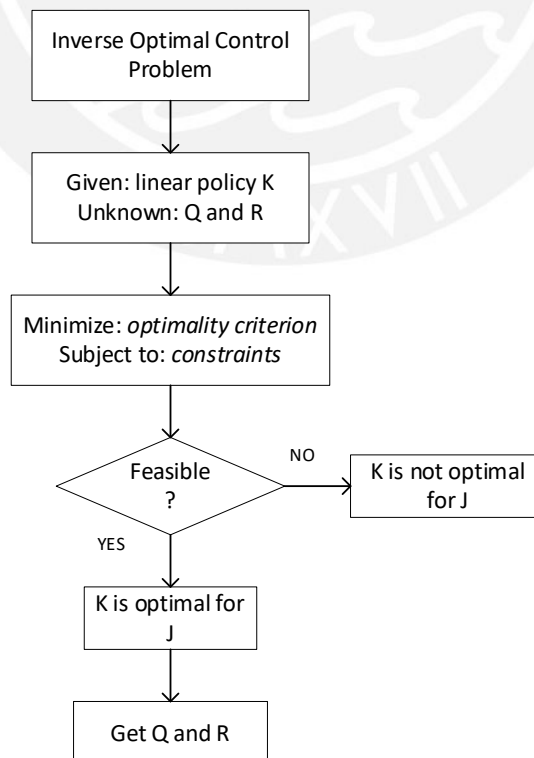 Inverse Optimal Control
Problem
Given: linear policy K
Unknown: Q and R
XVII
Minimize: optimality criterion
Subject to: constraints
Feasible
?
NO
K is not optimal
for J
YES
K is optimal for
J
Get Q and R